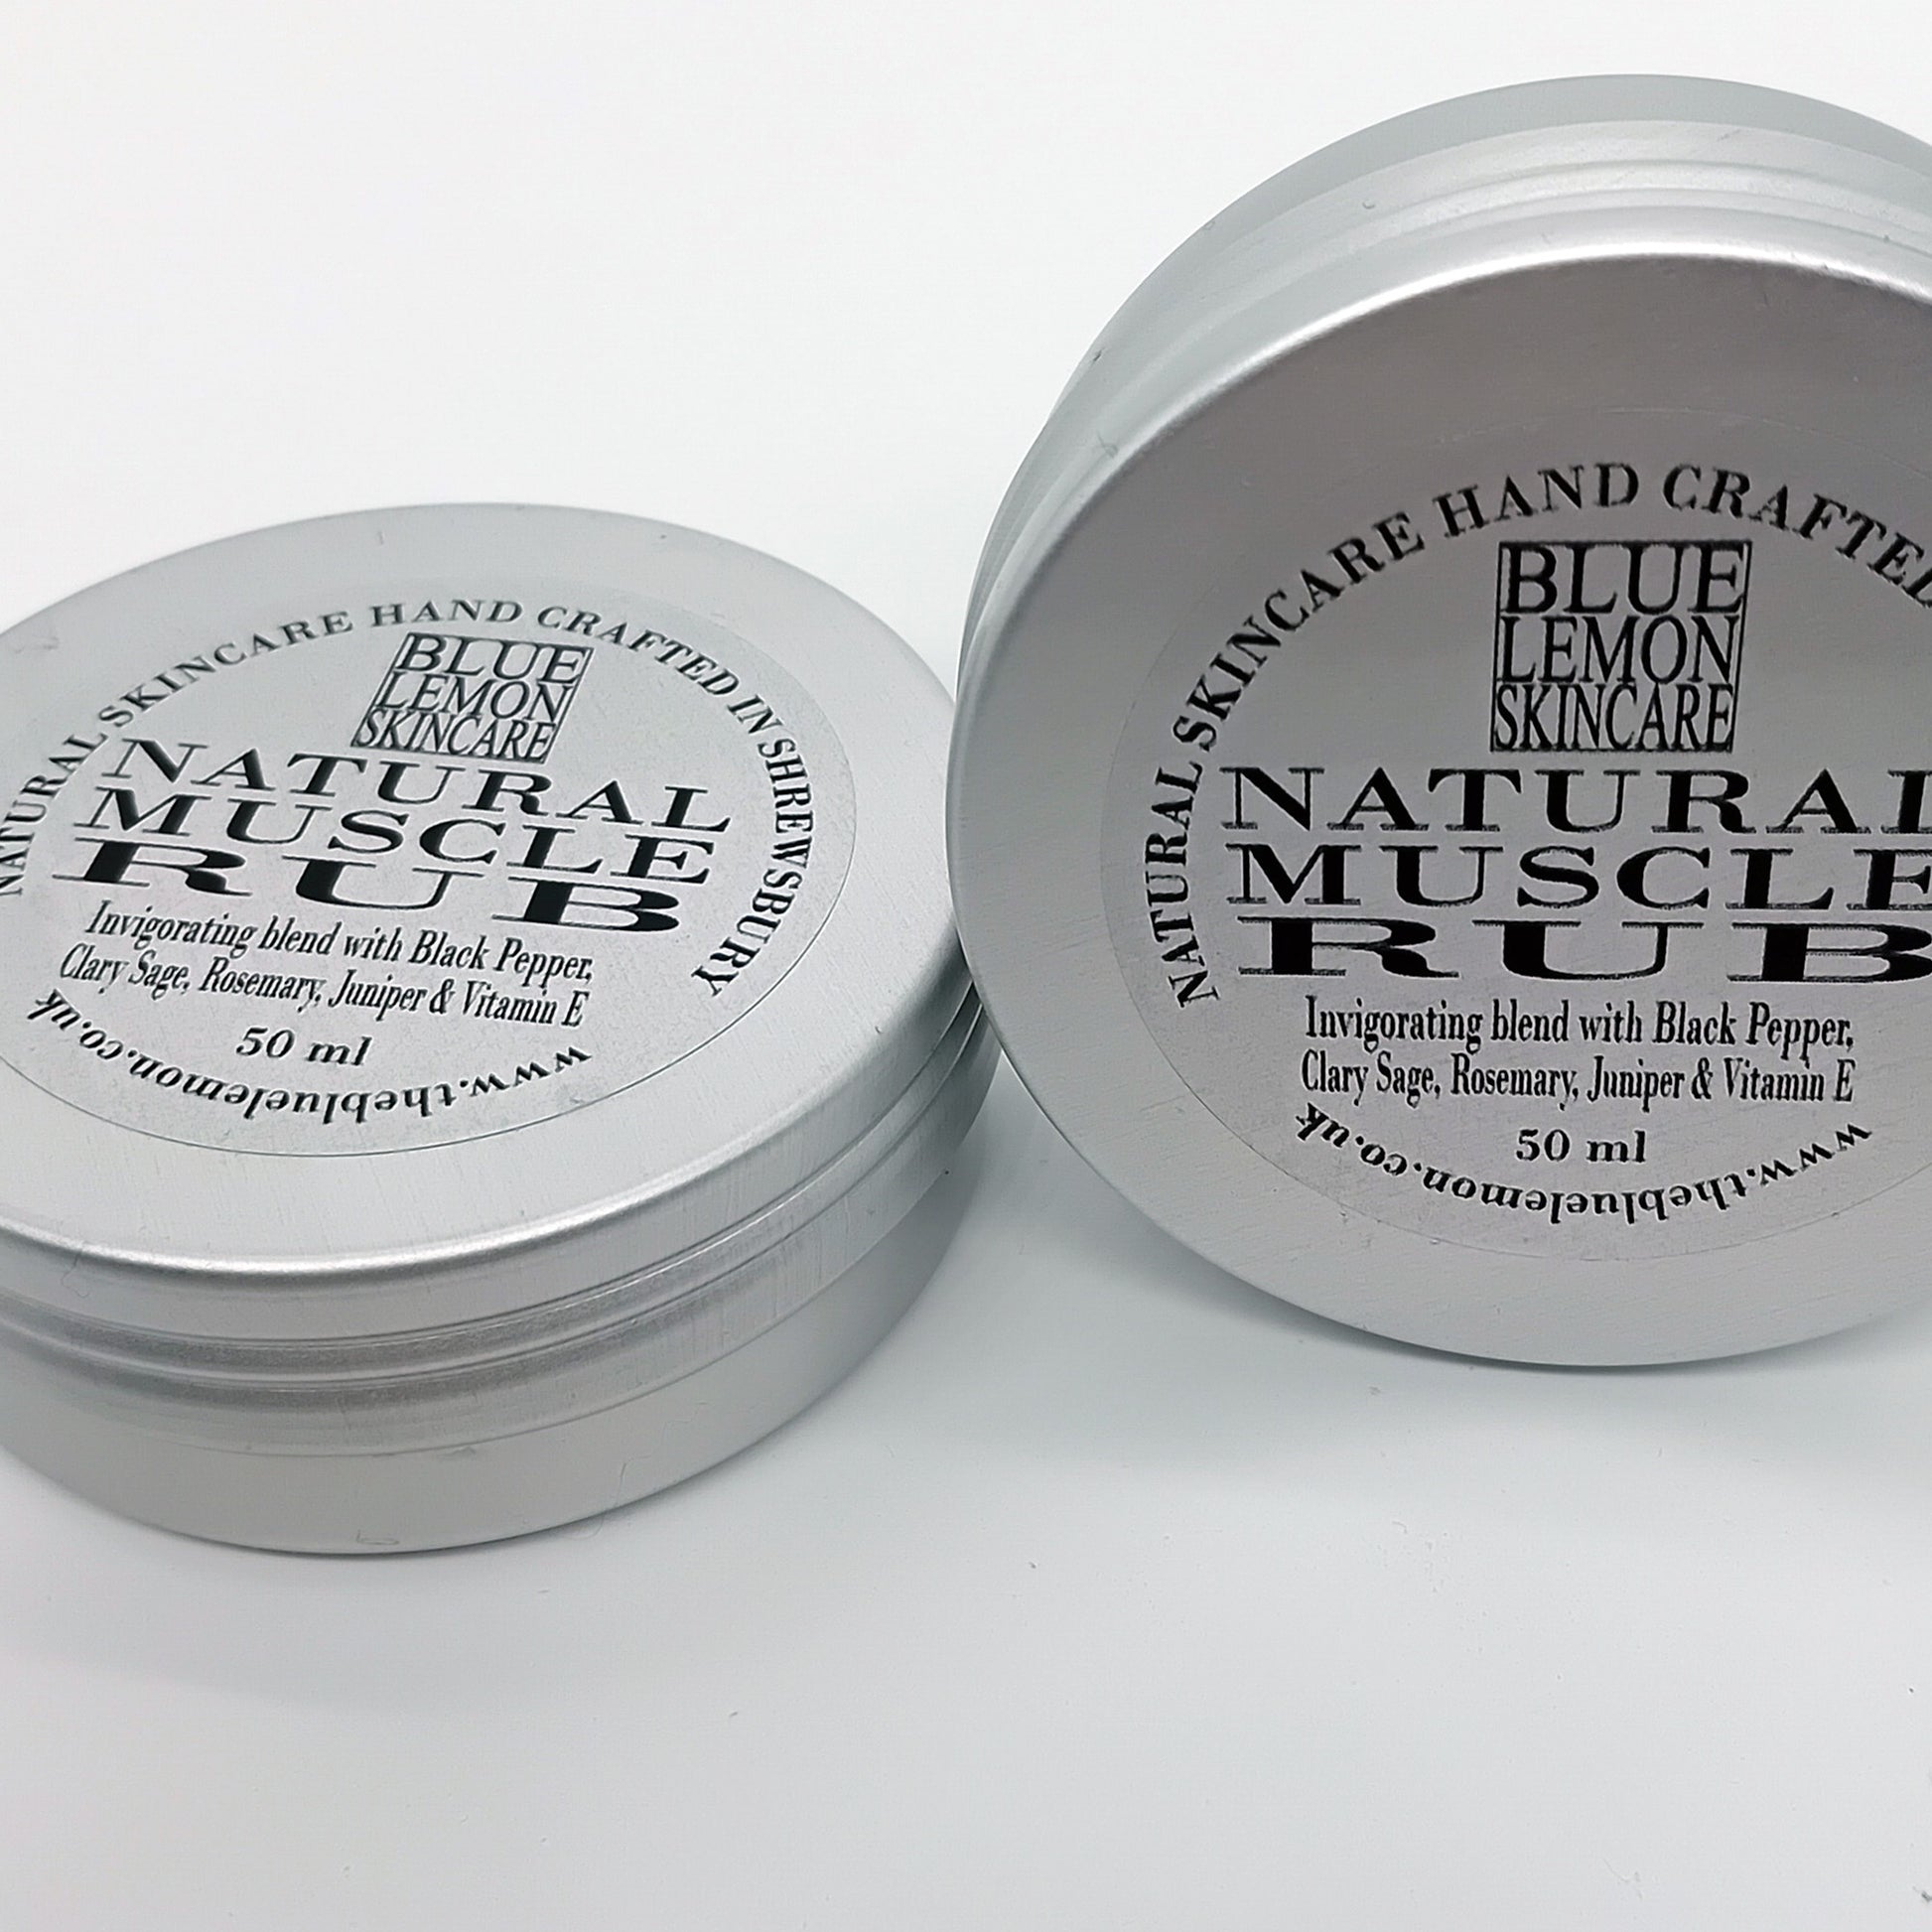 NATURAL SKINCARE HAND CRAFTED IN SHREWSBURY
BLUE
LEMON
SKINCARE
NATURAL
MUSCLE
RUB
Invigorating blend with Black Pepper,
Clary Sage, Rosemary, Juniper & Vitamin E
50 ml
www.thebluelemon.co.uk
NATURAL SKINCARE HAND CRAFTED
BLUE
LEMON
SKINCARE
NATURAL
MUSCLE
RUB
Invigorating blend with Black Pepper,
Clary Sage, Rosemary, Juniper & Vitamin E
50 ml
www.thebluelemon.co.uk